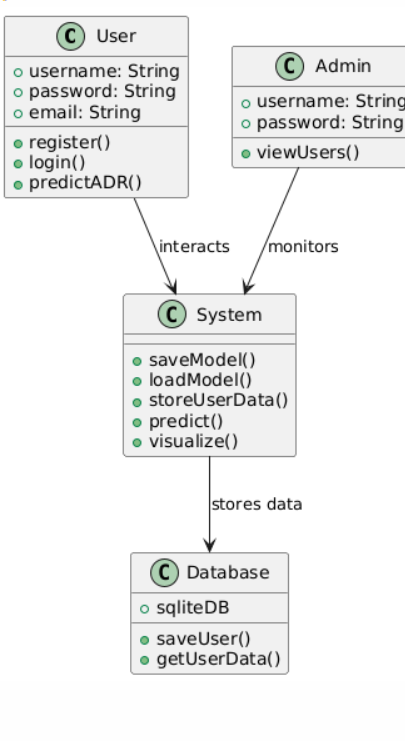 C User
username: String
password: String
email: String
register()
login()
predictADR()
C Admin
username: String
password: String
viewUsers()
interacts
monitors
C System
saveModel()
loadModel()
storeUserData()
predict()
visualize()
stores data
C Database
sqliteDB
saveUser()
getUserData()